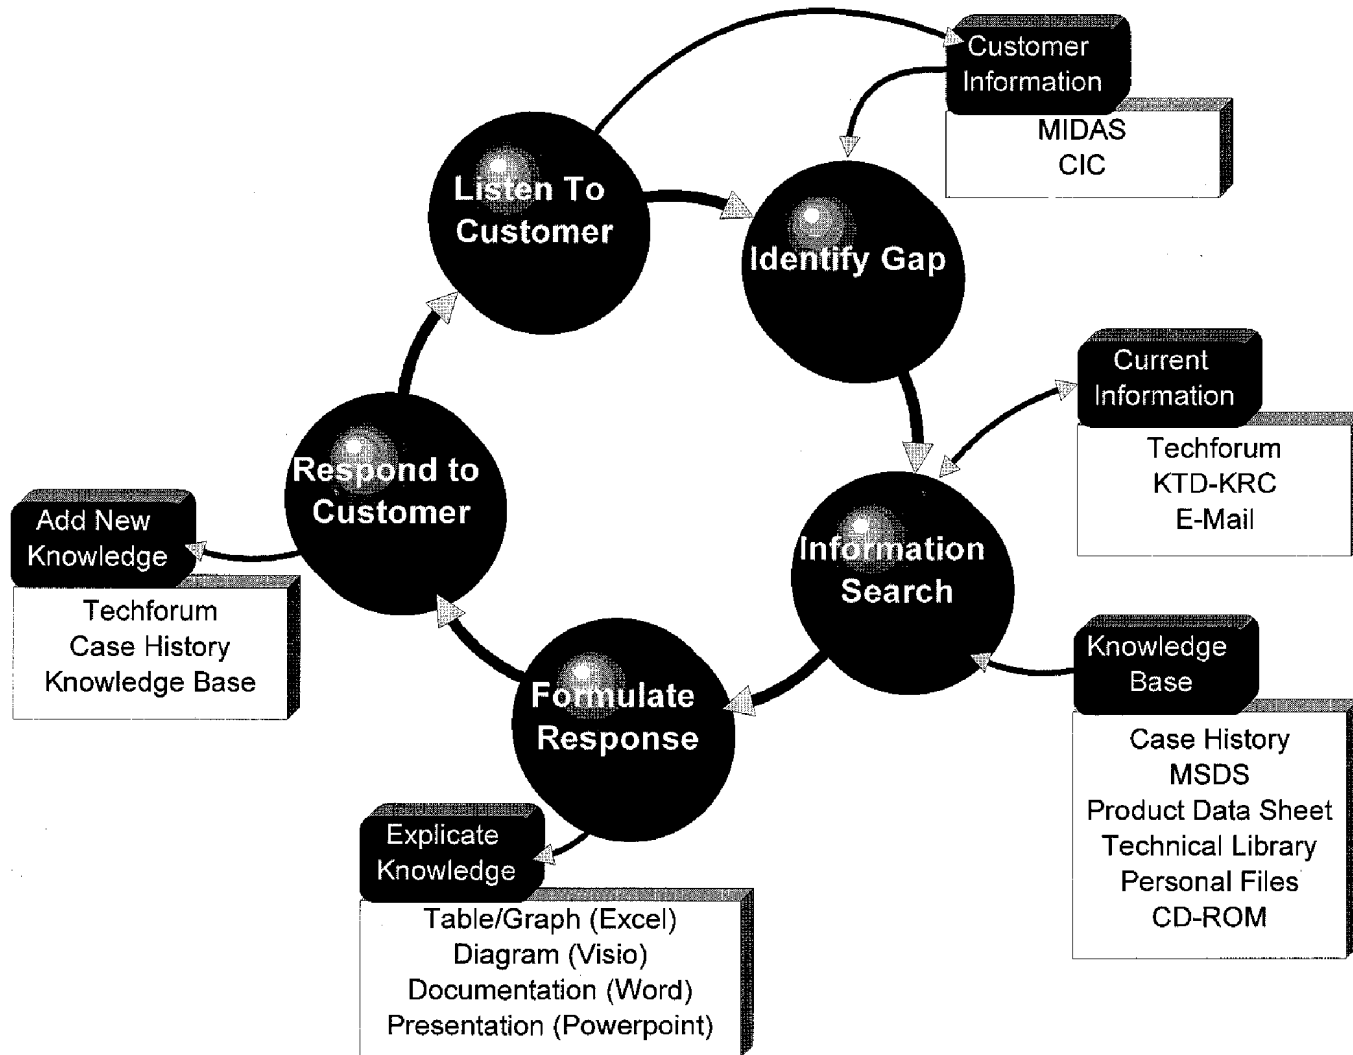 Customer
Information
MIDAS
CIC
Listen To
Customer
Identify Gap
Current
Information
Techforum
KTD-KRC
E-Mail
Respond to
Customer
Add New
Knowledge
Techforum
Case History
Knowledge Base
Information
Search
Knowledge
Base
Case History
MSDS
Product Data Sheet
Technical Library
Personal Files
CD-ROM
Formulate
Response
Explicate
Knowledge
Table/Graph (Excel)
Diagram (Visio)
Documentation (Word)
Presentation (Powerpoint)